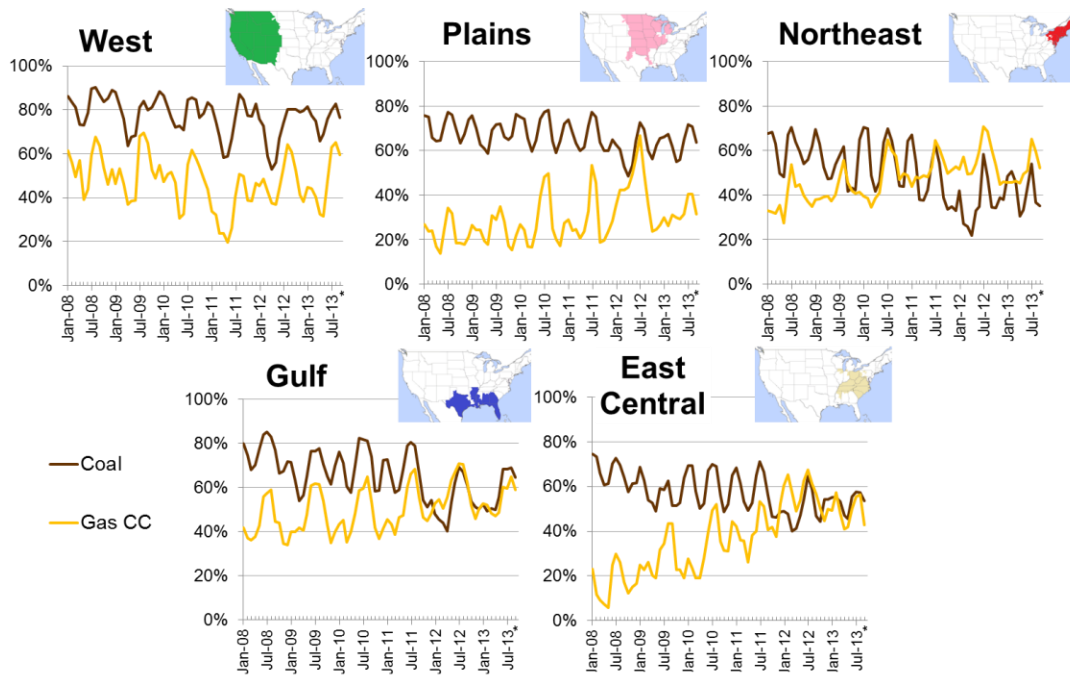 West
100%
80%
60%
40%
20%
0%
Jan-08
Jul-08
Jan-09
Jul-09
Jan-10
Jul-10
Jan-11
Jul-11
Jan-12
Jul-12
Jan-13
Jul-13*
Plains
100%
80%
60%
40%
20%
0%
Jan-08
Jul-08
Jan-09
Jul-09
Jan-10
Jul-10
Jan-11
Jul-11
Jan-12
Jul-12
Jan-13
Jul-13*
Northeast
100%
80%
60%
40%
20%
0%
Jan-08
Jul-08
Jan-09
Jul-09
Jan-10
Jul-10
Jan-11
Jul-11
Jan-12
Jul-12
Jan-13
Jul-13*
Coal
Gas CC
Gulf
100%
80%
60%
40%
20%
0%
Jan-08
Jul-08
Jan-09
Jul-09
Jan-10
Jul-10
Jan-11
Jul-11
Jan-12
Jul-12
Jan-13
Jul-13*
East
Central
100%
80%
60%
40%
20%
0%
Jan-08
Jul-08
Jan-09
Jul-09
Jan-10
Jul-10
Jan-11
Jul-11
Jan-12
Jul-12
Jan-13
Jul-13*